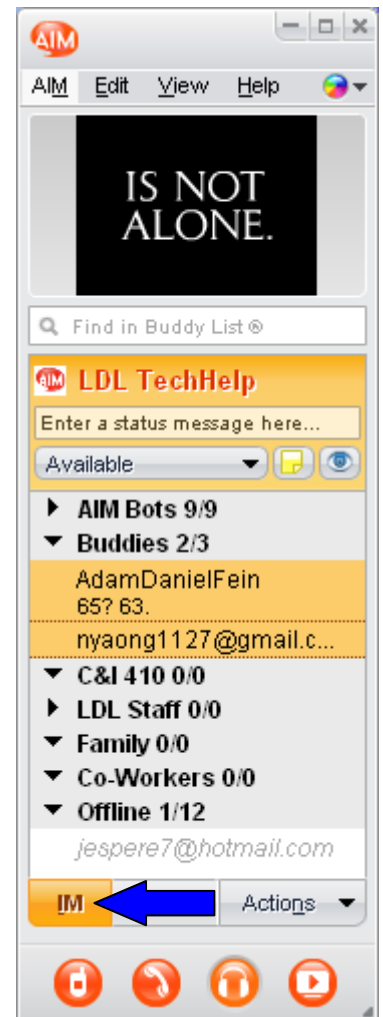 AIM
AIM Edit View Help
IS NOT
ALONE.
Find in Buddy List ®
AIM LDL TechHelp
Enter a status message here...
Available
AIM Bots 9/9
Buddies 2/3
AdamDanielFein
65? 63.
nyaong1127@gmail.c...
C&I 410 0/0
LDL Staff 0/0
Family 0/0
Co-Workers 0/0
Offline 1/12
jespere7@hotmail.com
IM Actions